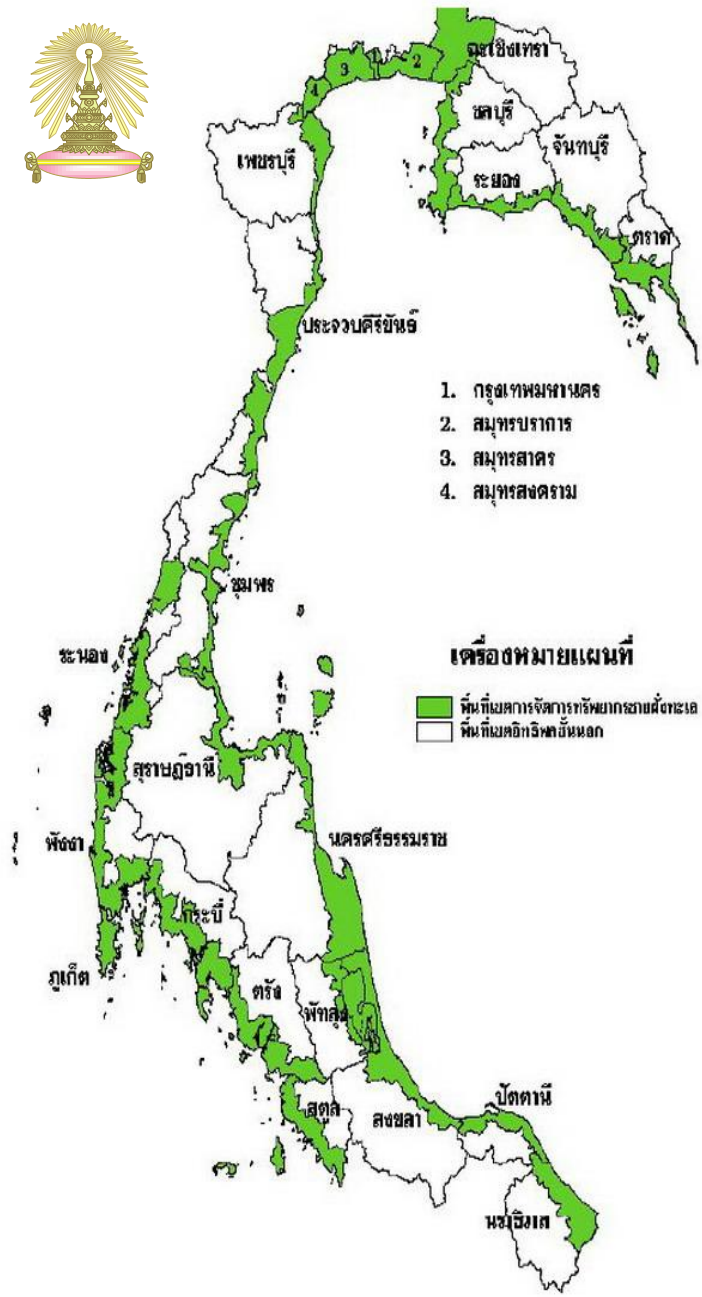 ฉะเชิงเทรา
1
2
3
4
ชลบุรี
จันทบุรี
เพชรบุรี
ระยอง
ตราด
ประจวบคีรีขันธ์
1. กรุงเทพมหานคร
2. สมุทรปราการ
3. สมุทรสาคร
4. สมุทรสงคราม
ชุมพร
ระนอง
เครื่องหมายแผนที่
พื้นที่เขตการจัดการทรัพยากรชายฝั่งทะเล
พื้นที่เขตอิทธิพลชั้นนอก
สุราษฎร์ธานี
พังงา
นครศรีธรรมราช
กระบี่
ภูเก็ต
ตรัง
พัทลุง
ปัตตานี
สตูล
สงขลา
นราธิวาส